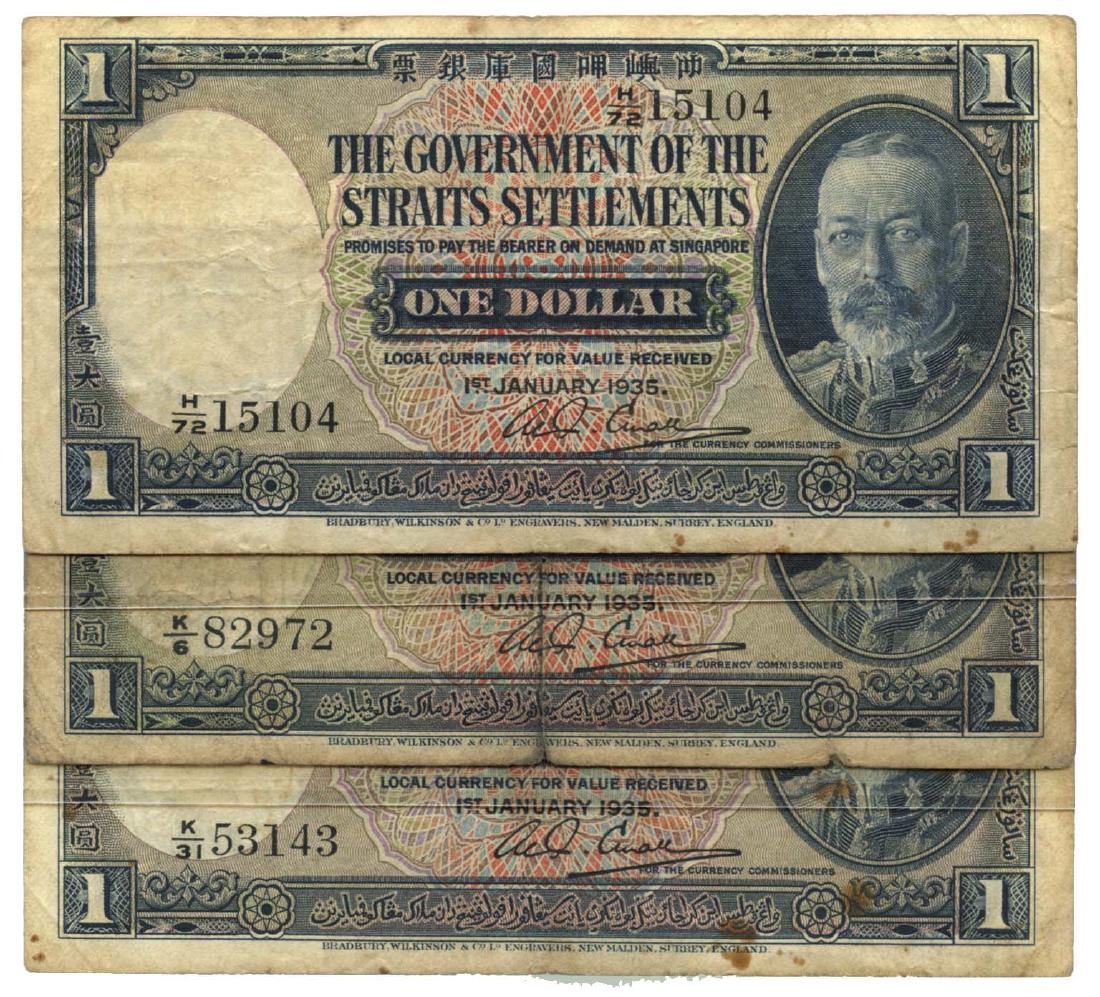 1
叻嶼呷國庫銀票
1
H/72 15104
THE GOVERNMENT OF THE
STRAITS SETTLEMENTS
PROMISES TO PAY THE BEARER ON DEMAND AT SINGAPORE
ONE DOLLAR
LOCAL CURRENCY FOR VALUE RECEIVED
1ST JANUARY 1935.
壹大圓
H/72 15104
FOR THE CURRENCY COMMISSIONERS
1
1
BRADBURY, WILKINSON & Co Ld ENGRAVERS, NEW MALDEN, SURREY, ENGLAND.
LOCAL CURRENCY FOR VALUE RECEIVED
1ST JANUARY 1935.
壹大圓
K/6 82972
FOR THE CURRENCY COMMISSIONERS
1
1
BRADBURY, WILKINSON & Co Ld ENGRAVERS, NEW MALDEN, SURREY, ENGLAND.
LOCAL CURRENCY FOR VALUE RECEIVED
1ST JANUARY 1935.
壹大圓
K/31 53143
FOR THE CURRENCY COMMISSIONERS
1
1
BRADBURY, WILKINSON & Co Ld ENGRAVERS, NEW MALDEN, SURREY, ENGLAND.